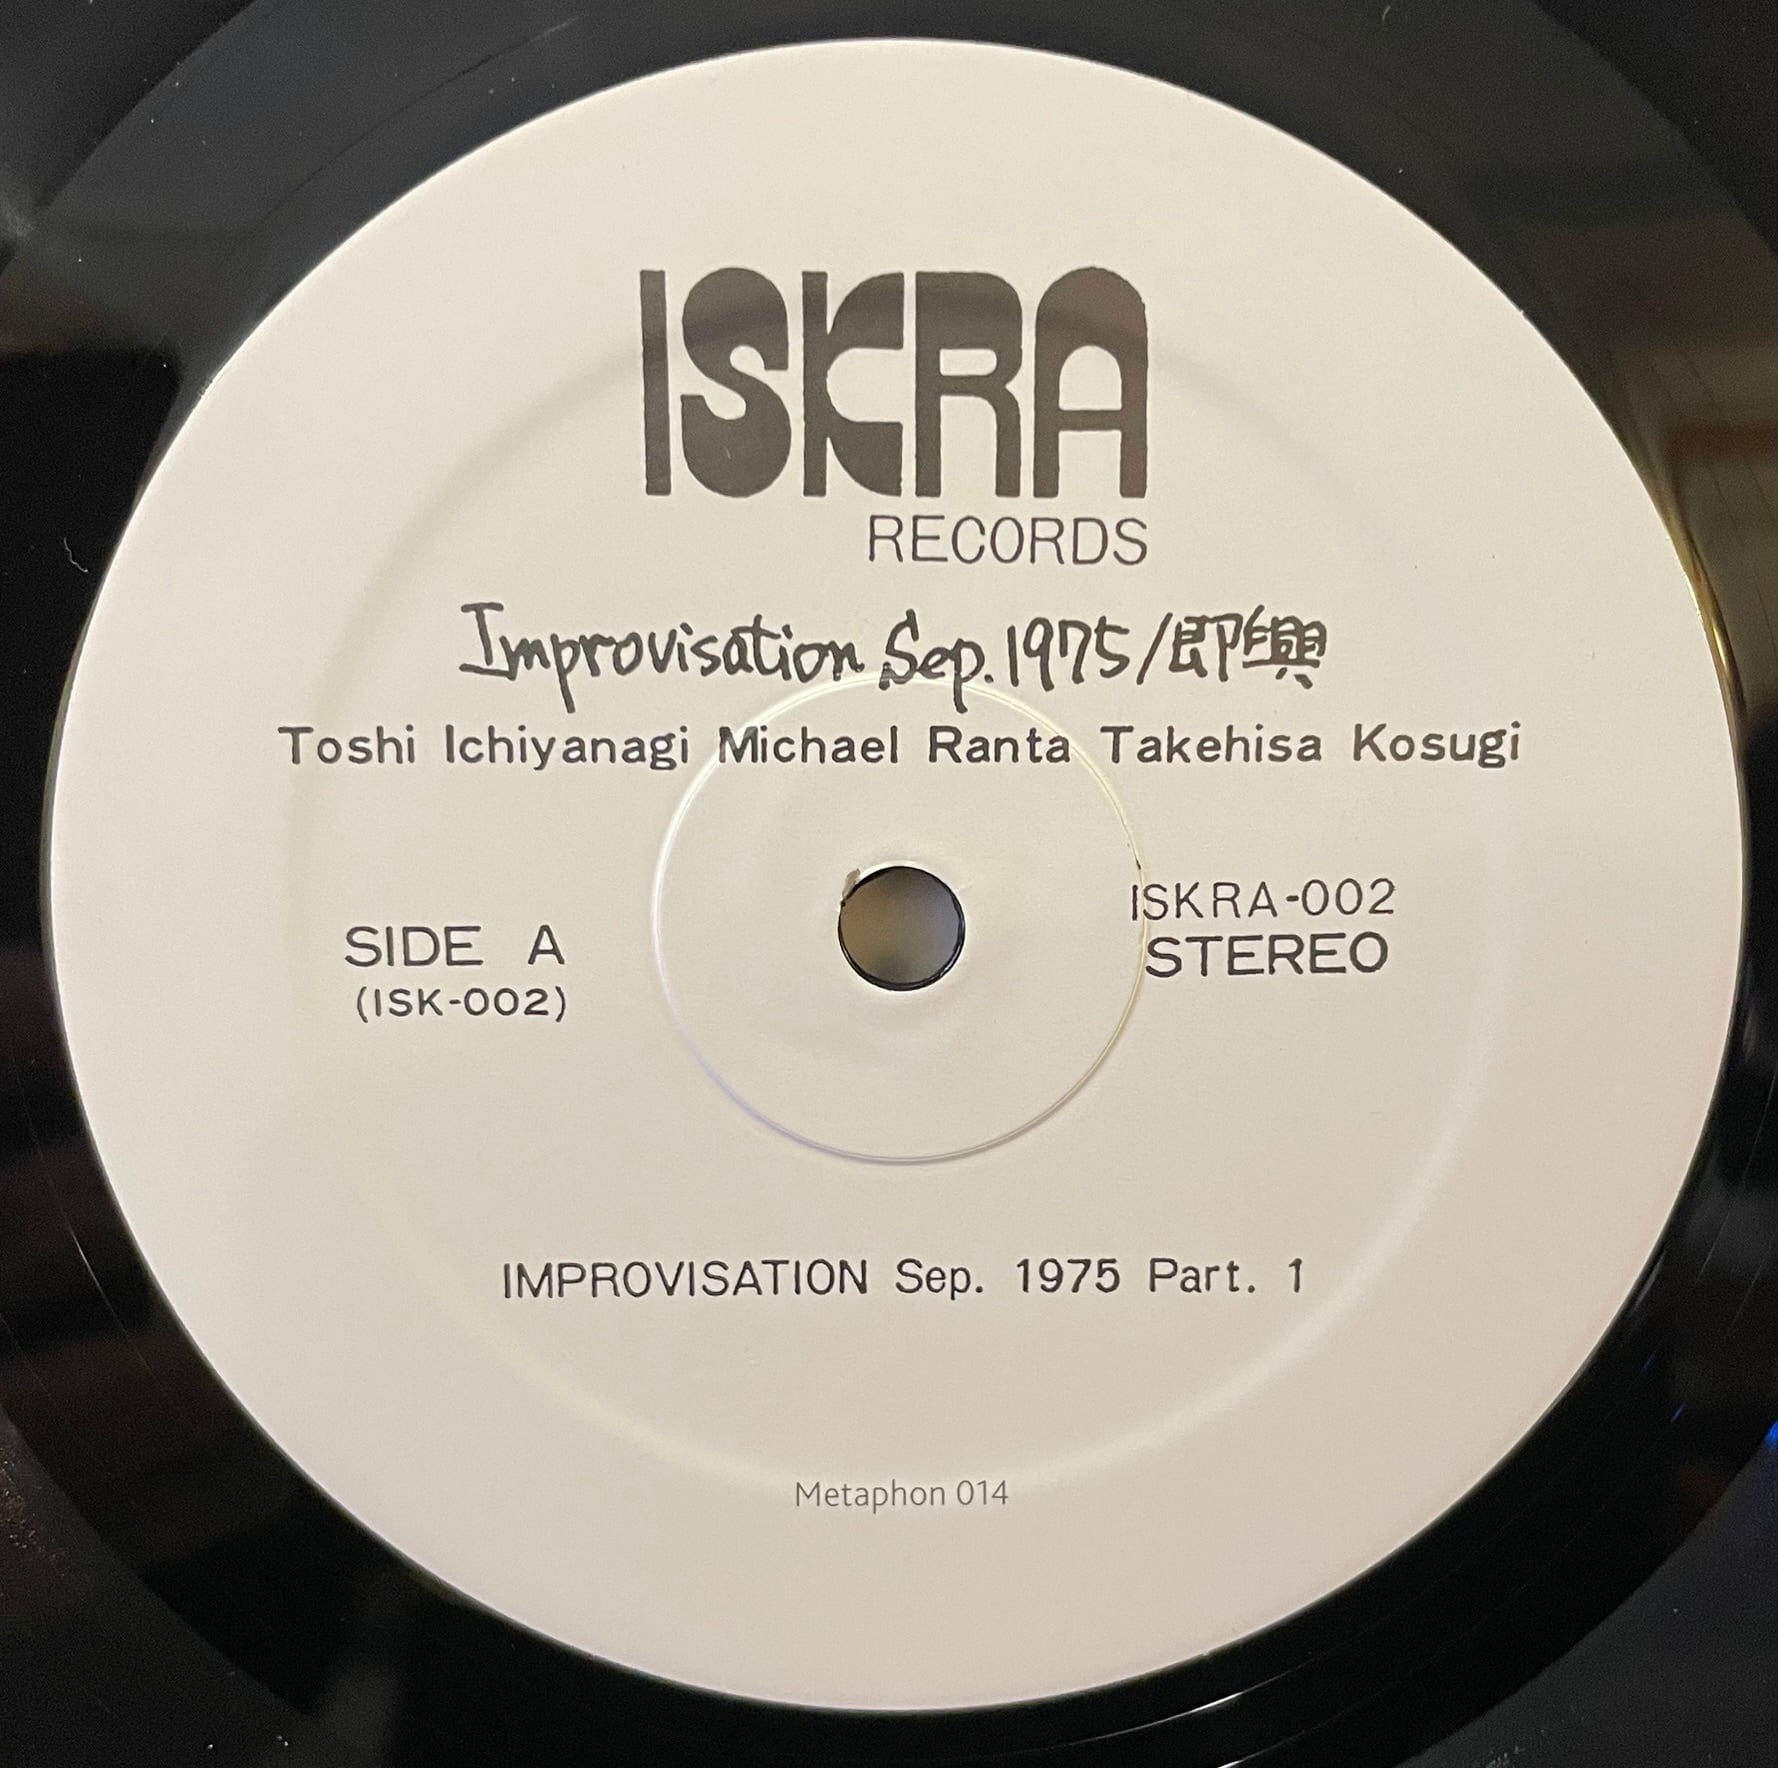 ISKRA
RECORDS
Improvisation Sep. 1975/即興
Toshi Ichiyanagi Michael Ranta Takehisa Kosugi
SIDE A
(ISK-002)
ISKRA-002
STEREO
IMPROVISATION Sep. 1975 Part. 1
Metaphon 014